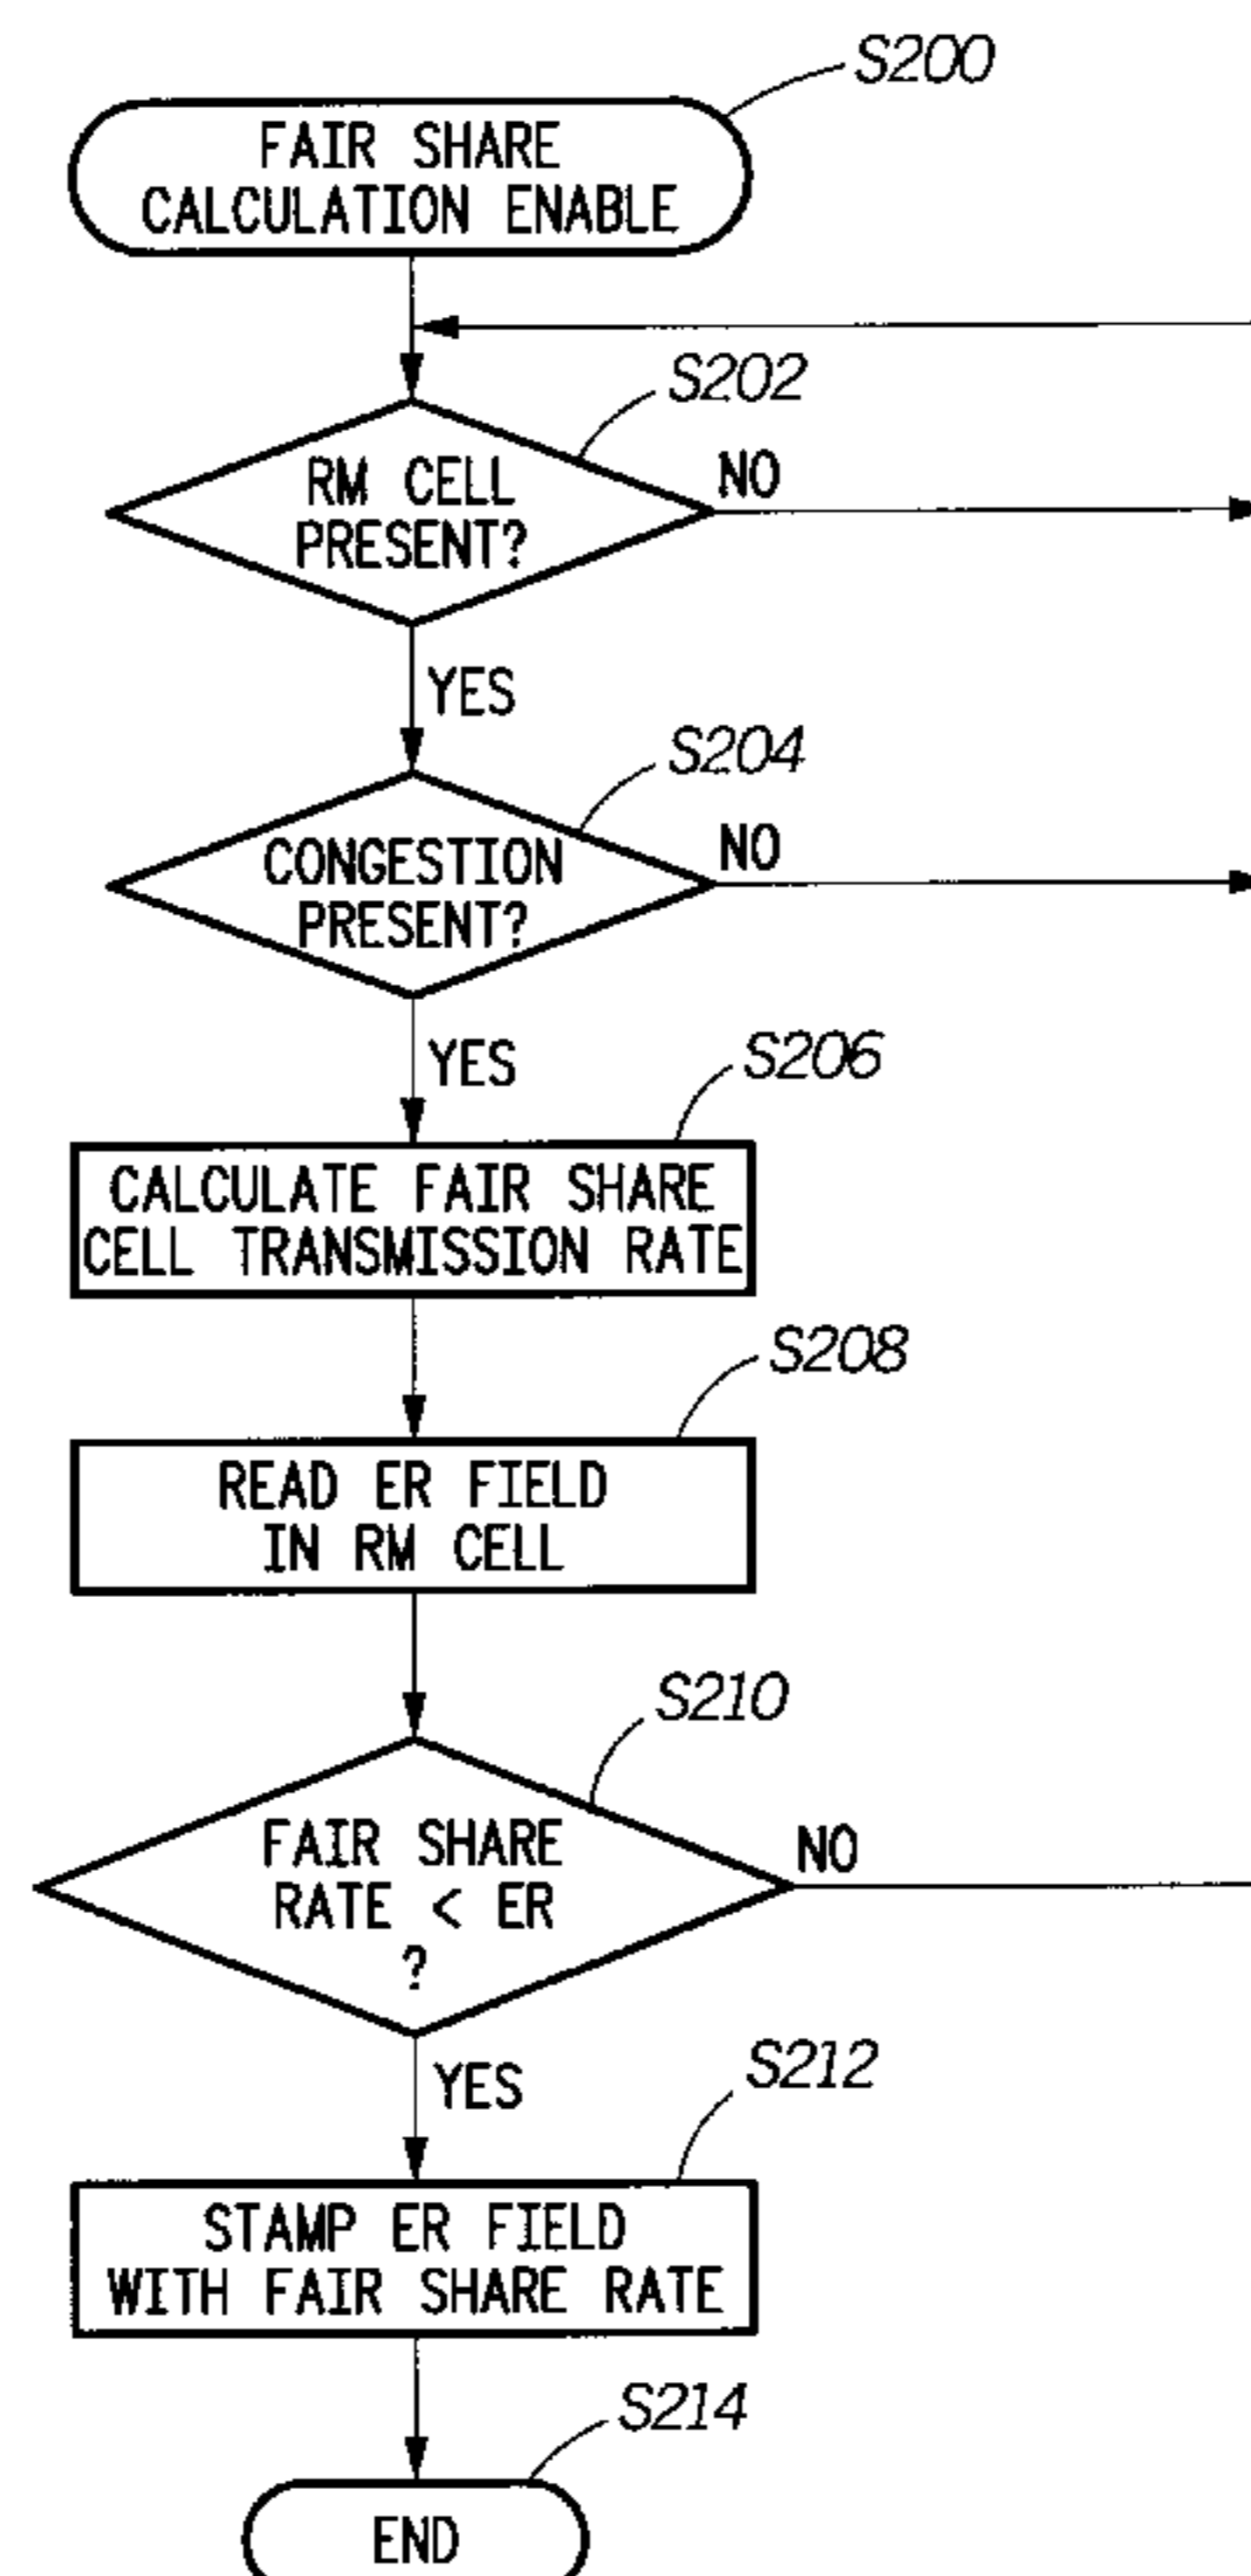 S200
FAIR SHARE
CALCULATION ENABLE
S202
RM CELL
PRESENT?
NO
YES
S204
CONGESTION
PRESENT?
NO
YES
S206
CALCULATE FAIR SHARE
CELL TRANSMISSION RATE
S208
READ ER FIELD
IN RM CELL
S210
FAIR SHARE
RATE < ER
?
NO
YES
S212
STAMP ER FIELD
WITH FAIR SHARE RATE
S214
END